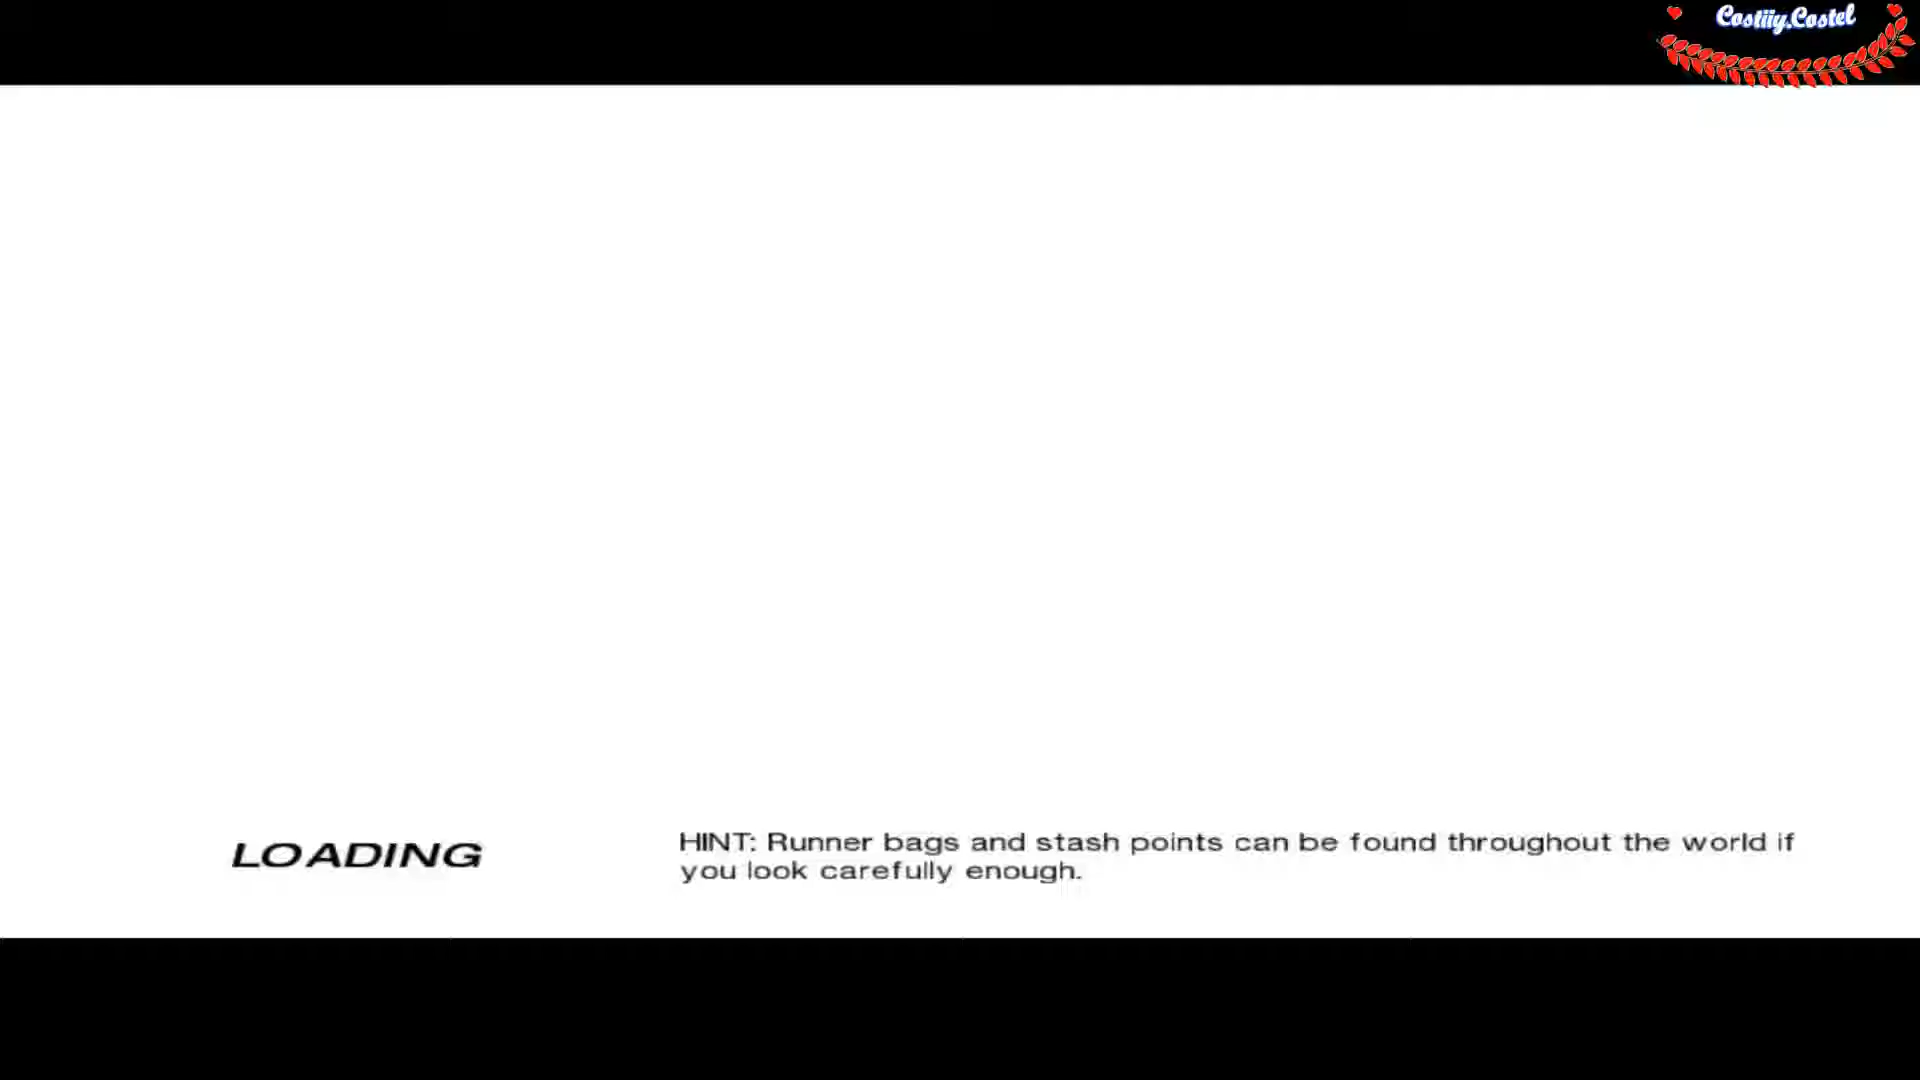 Costiiy.Costel
LOADING
HINT: Runner bags and stash points can be found throughout the world if
you look carefully enough.